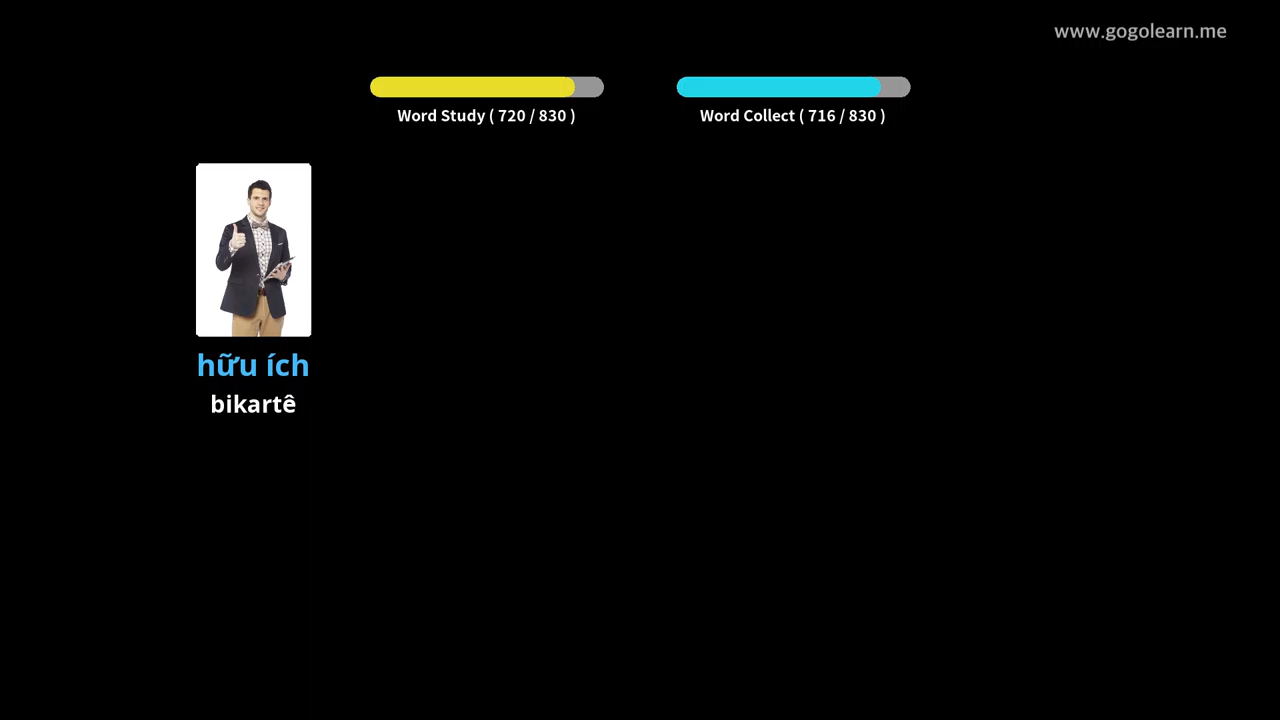 www.gogolearn.me
Word Study ( 720 / 830 )
Word Collect ( 716 / 830 )
hữu ích
bikartê